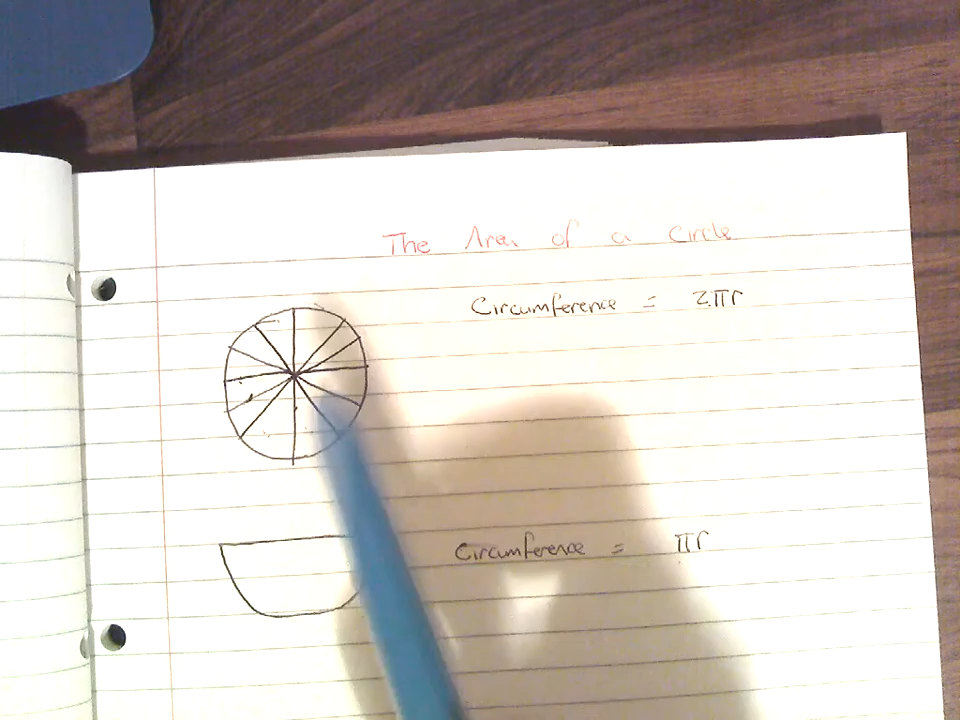 The Area of a Circle
Circumference = 2πr
Circumference = πr